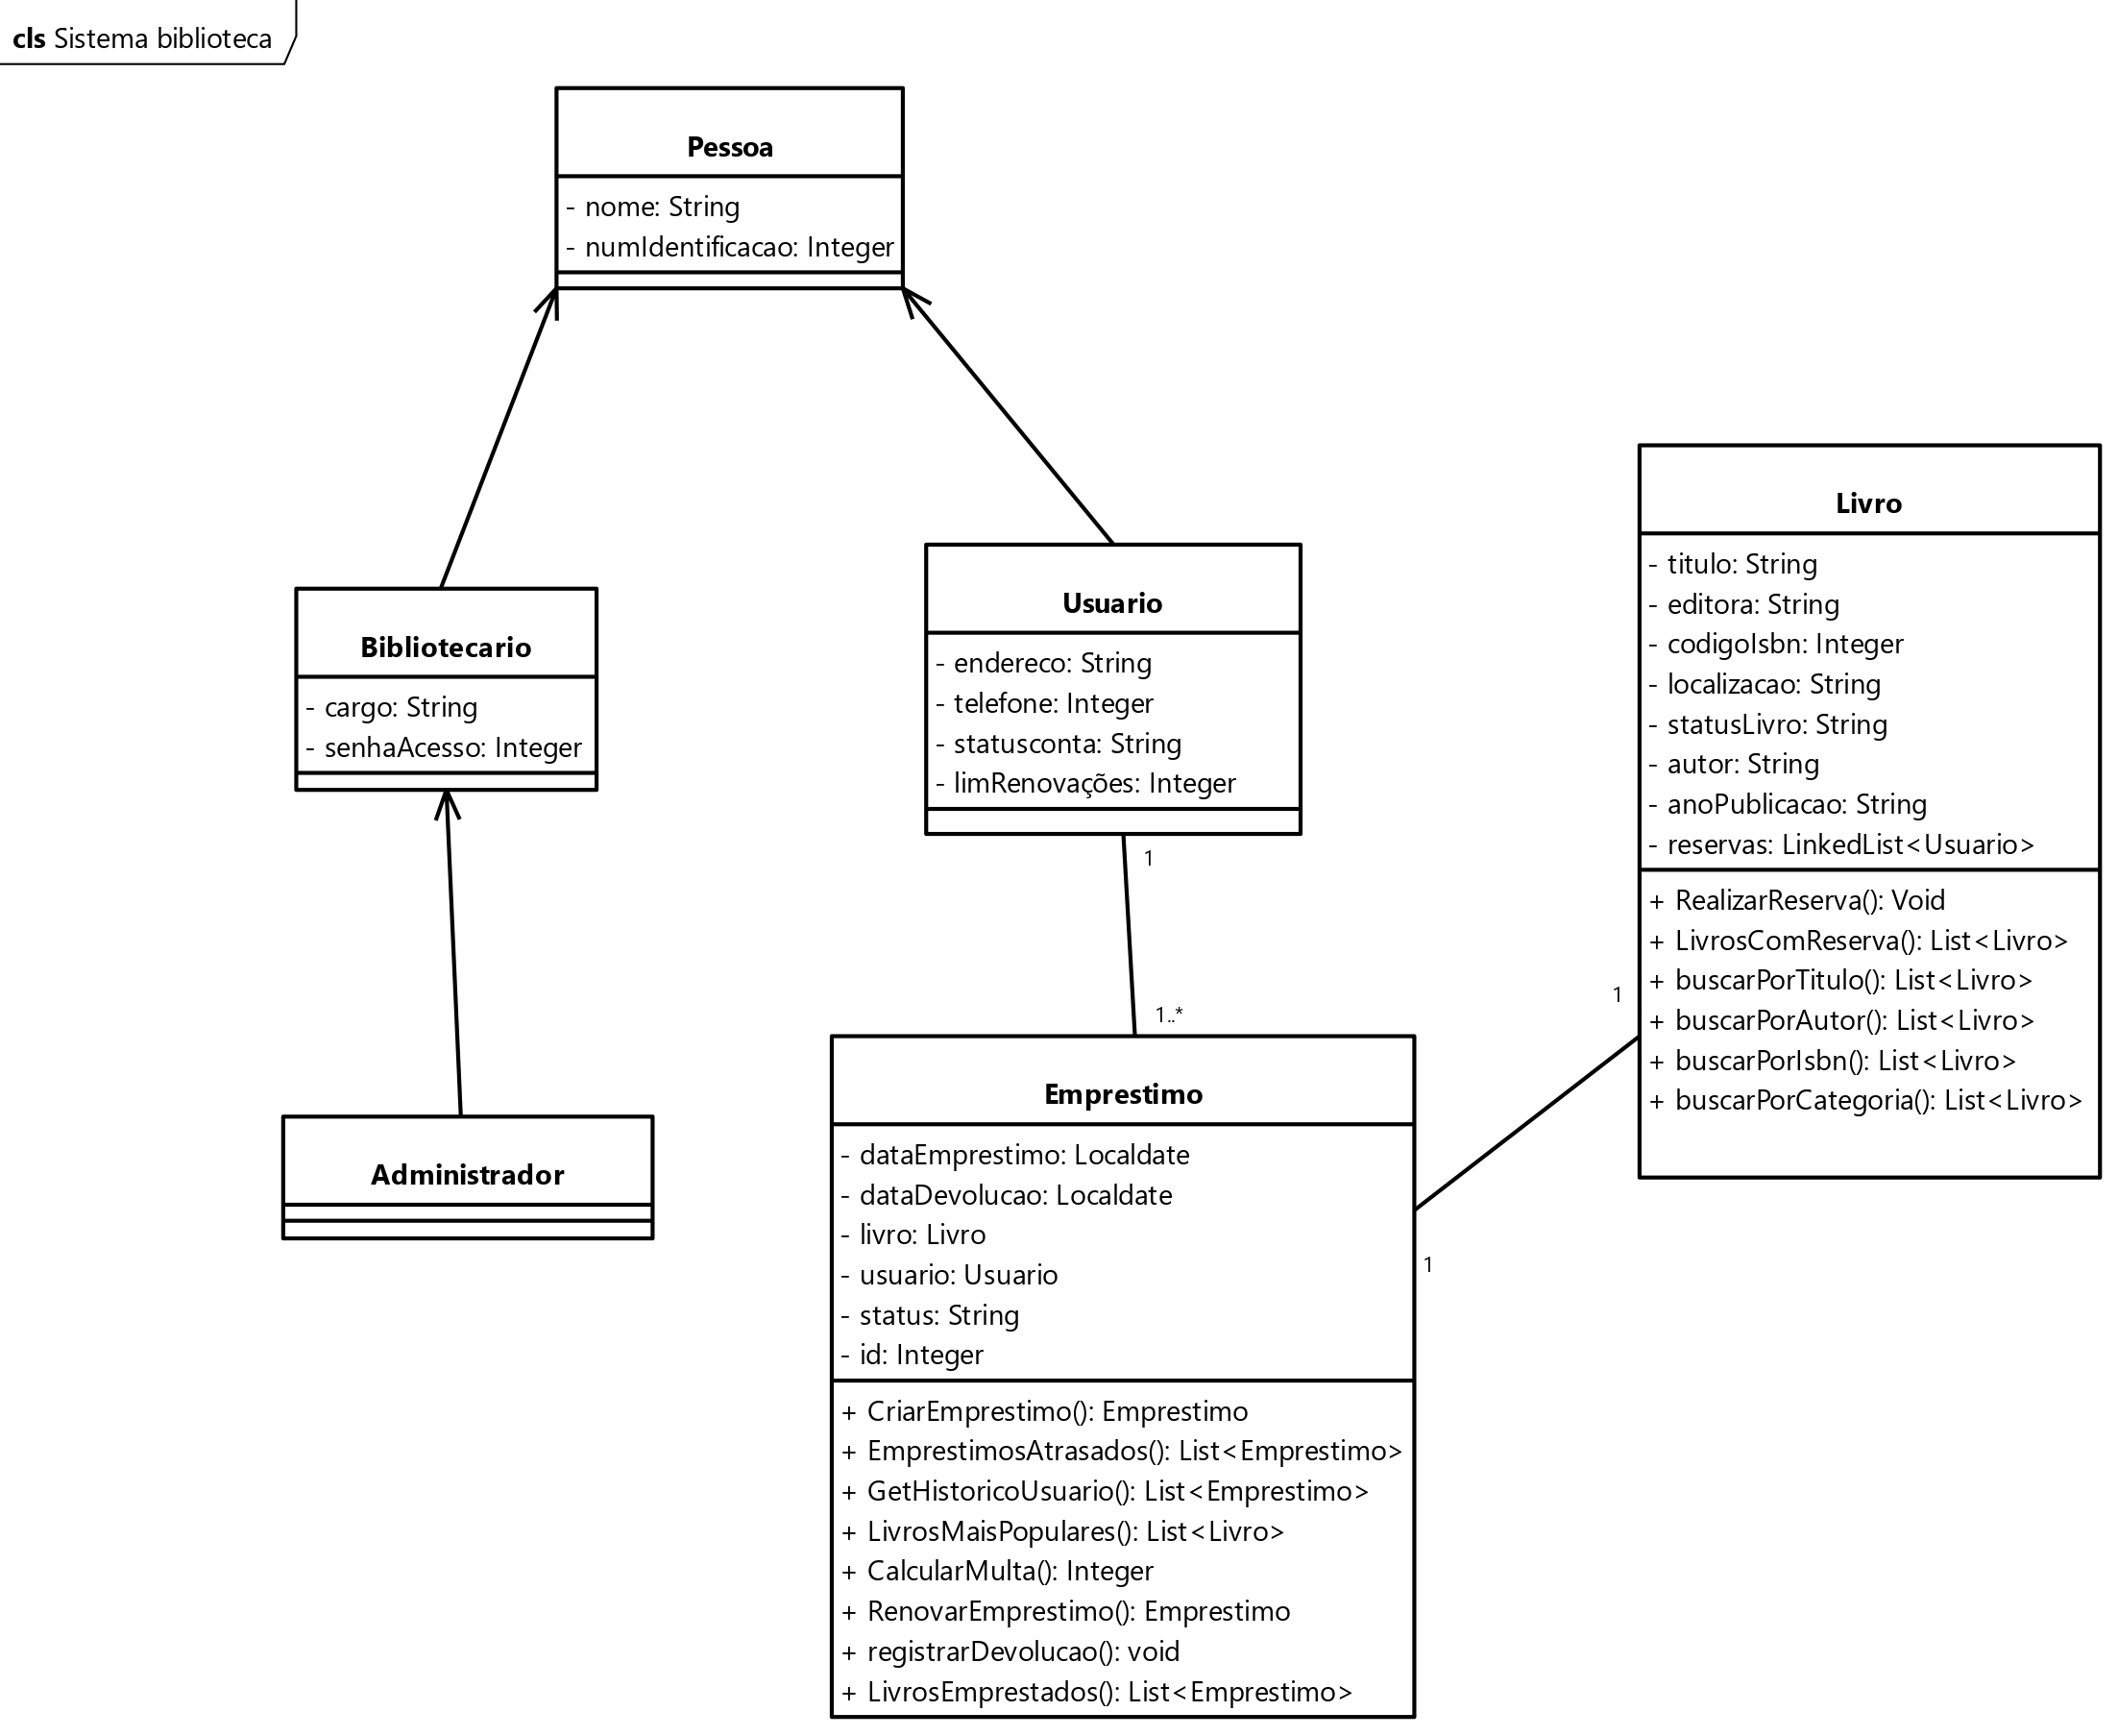 cls Sistema biblioteca
Pessoa
- nome: String
- numIdentificacao: Integer
Bibliotecario
- cargo: String
- senhaAcesso: Integer
Administrador
Usuario
- endereco: String
- telefone: Integer
- statusconta: String
- limRenovações: Integer
1
1..*
Emprestimo
- dataEmprestimo: Localdate
- dataDevolucao: Localdate
- livro: Livro
- usuario: Usuario
- status: String
- id: Integer
+ CriarEmprestimo(): Emprestimo
+ EmprestimosAtrasados(): List<Emprestimo>
+ GetHistoricoUsuario(): List<Emprestimo>
+ LivrosMaisPopulares(): List<Livro>
+ CalcularMulta(): Integer
+ RenovarEmprestimo(): Emprestimo
+ registrarDevolucao(): void
+ LivrosEmprestados(): List<Emprestimo>
1
1
Livro
- titulo: String
- editora: String
- codigoIsbn: Integer
- localizacao: String
- statusLivro: String
- autor: String
- anoPublicacao: String
- reservas: LinkedList<Usuario>
+ RealizarReserva(): Void
+ LivrosComReserva(): List<Livro>
+ buscarPorTitulo(): List<Livro>
+ buscarPorAutor(): List<Livro>
+ buscarPorIsbn(): List<Livro>
+ buscarPorCategoria(): List<Livro>